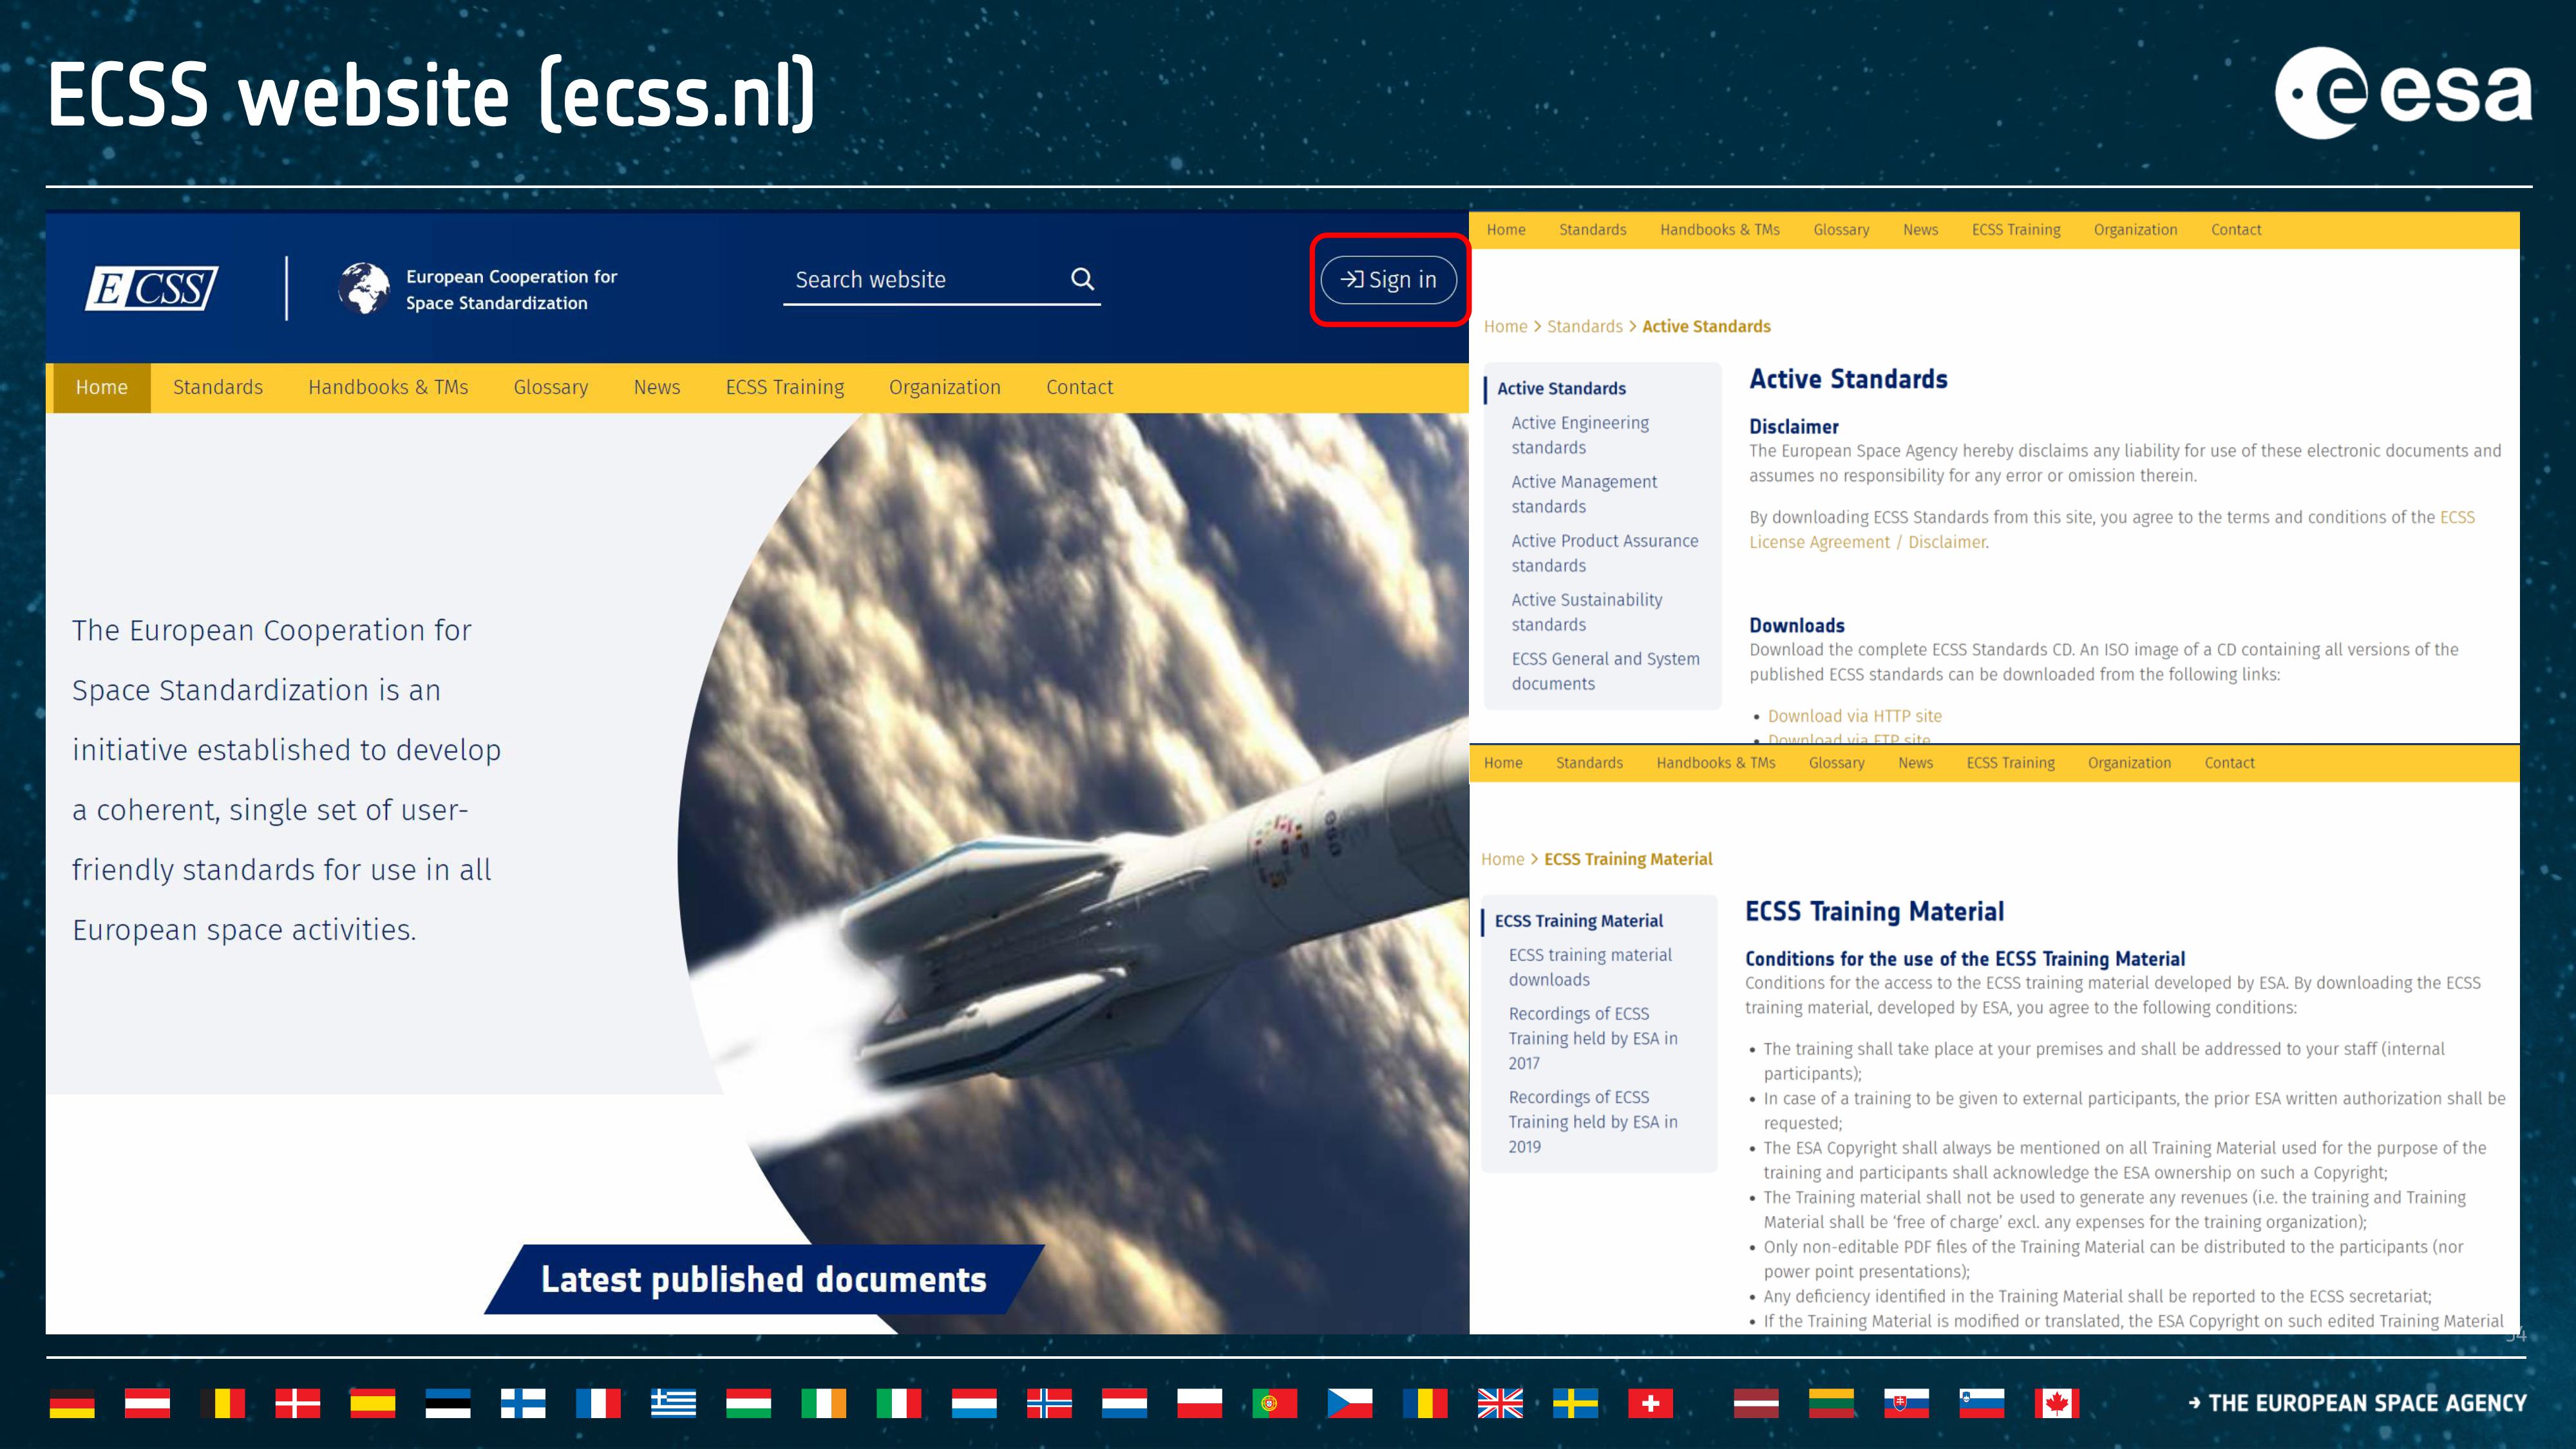 ECSS website (ecss.nl)
esa
ECSS
European Cooperation for
Space Standardization
Search website
Sign in
Home Standards Handbooks & TMs Glossary News ECSS Training Organization Contact
The European Cooperation for
Space Standardization is an
initiative established to develop
a coherent, single set of user-
friendly standards for use in all
European space activities.
Latest published documents
Home Standards Handbooks & TMs Glossary News ECSS Training Organization Contact
Home > Standards > Active Standards
Active Standards
Active Engineering
standards
Active Management
standards
Active Product Assurance
standards
Active Sustainability
standards
ECSS General and System
documents
Active Standards
Disclaimer
The European Space Agency hereby disclaims any liability for use of these electronic documents and
assumes no responsibility for any error or omission therein.
By downloading ECSS Standards from this site, you agree to the terms and conditions of the ECSS
License Agreement / Disclaimer.
Downloads
Download the complete ECSS Standards CD. An ISO image of a CD containing all versions of the
published ECSS standards can be downloaded from the following links:
• Download via HTTP site
• Download via FTP site
Home Standards Handbooks & TMs Glossary News ECSS Training Organization Contact
Home > ECSS Training Material
ECSS Training Material
ECSS training material
downloads
Recordings of ECSS
Training held by ESA in
2017
Recordings of ECSS
Training held by ESA in
2019
ECSS Training Material
Conditions for the use of the ECSS Training Material
Conditions for the access to the ECSS training material developed by ESA. By downloading the ECSS
training material, developed by ESA, you agree to the following conditions:
• The training shall take place at your premises and shall be addressed to your staff (internal
participants);
• In case of a training to be given to external participants, the prior ESA written authorization shall be
requested;
• The ESA Copyright shall always be mentioned on all Training Material used for the purpose of the
training and participants shall acknowledge the ESA ownership on such a Copyright;
• The Training material shall not be used to generate any revenues (i.e. the training and Training
Material shall be ‘free of charge’ excl. any expenses for the training organization);
• Only non-editable PDF files of the Training Material can be distributed to the participants (nor
power point presentations);
• Any deficiency identified in the Training Material shall be reported to the ECSS secretariat;
• If the Training Material is modified or translated, the ESA Copyright on such edited Training Material
→ THE EUROPEAN SPACE AGENCY